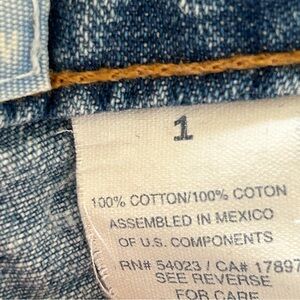 1
100% COTTON/100% COTON
ASSEMBLED IN MEXICO
OF U.S. COMPONENTS
RN# 54023 / CA# 17897
SEE REVERSE
FOR CARE